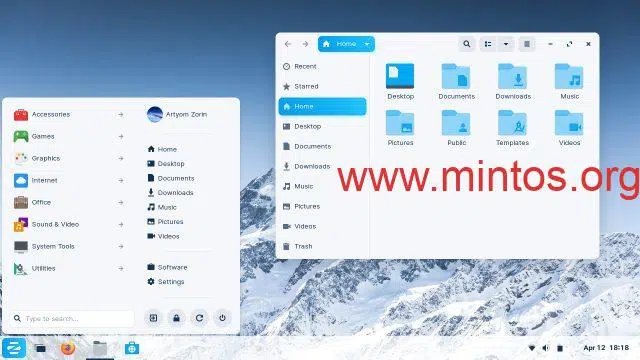 Accessories
Games
Graphics
Internet
Office
Sound & Video
System Tools
Utilities
Type to search...
Artyom Zorin
Home
Desktop
Documents
Downloads
Music
Pictures
Videos
Software
Settings
Home
Recent
Starred
Home
Desktop
Documents
Downloads
Music
Pictures
Videos
Trash
Desktop Documents Downloads Music
Pictures Public Templates Videos
www.mintos.org
Apr 12 18:18